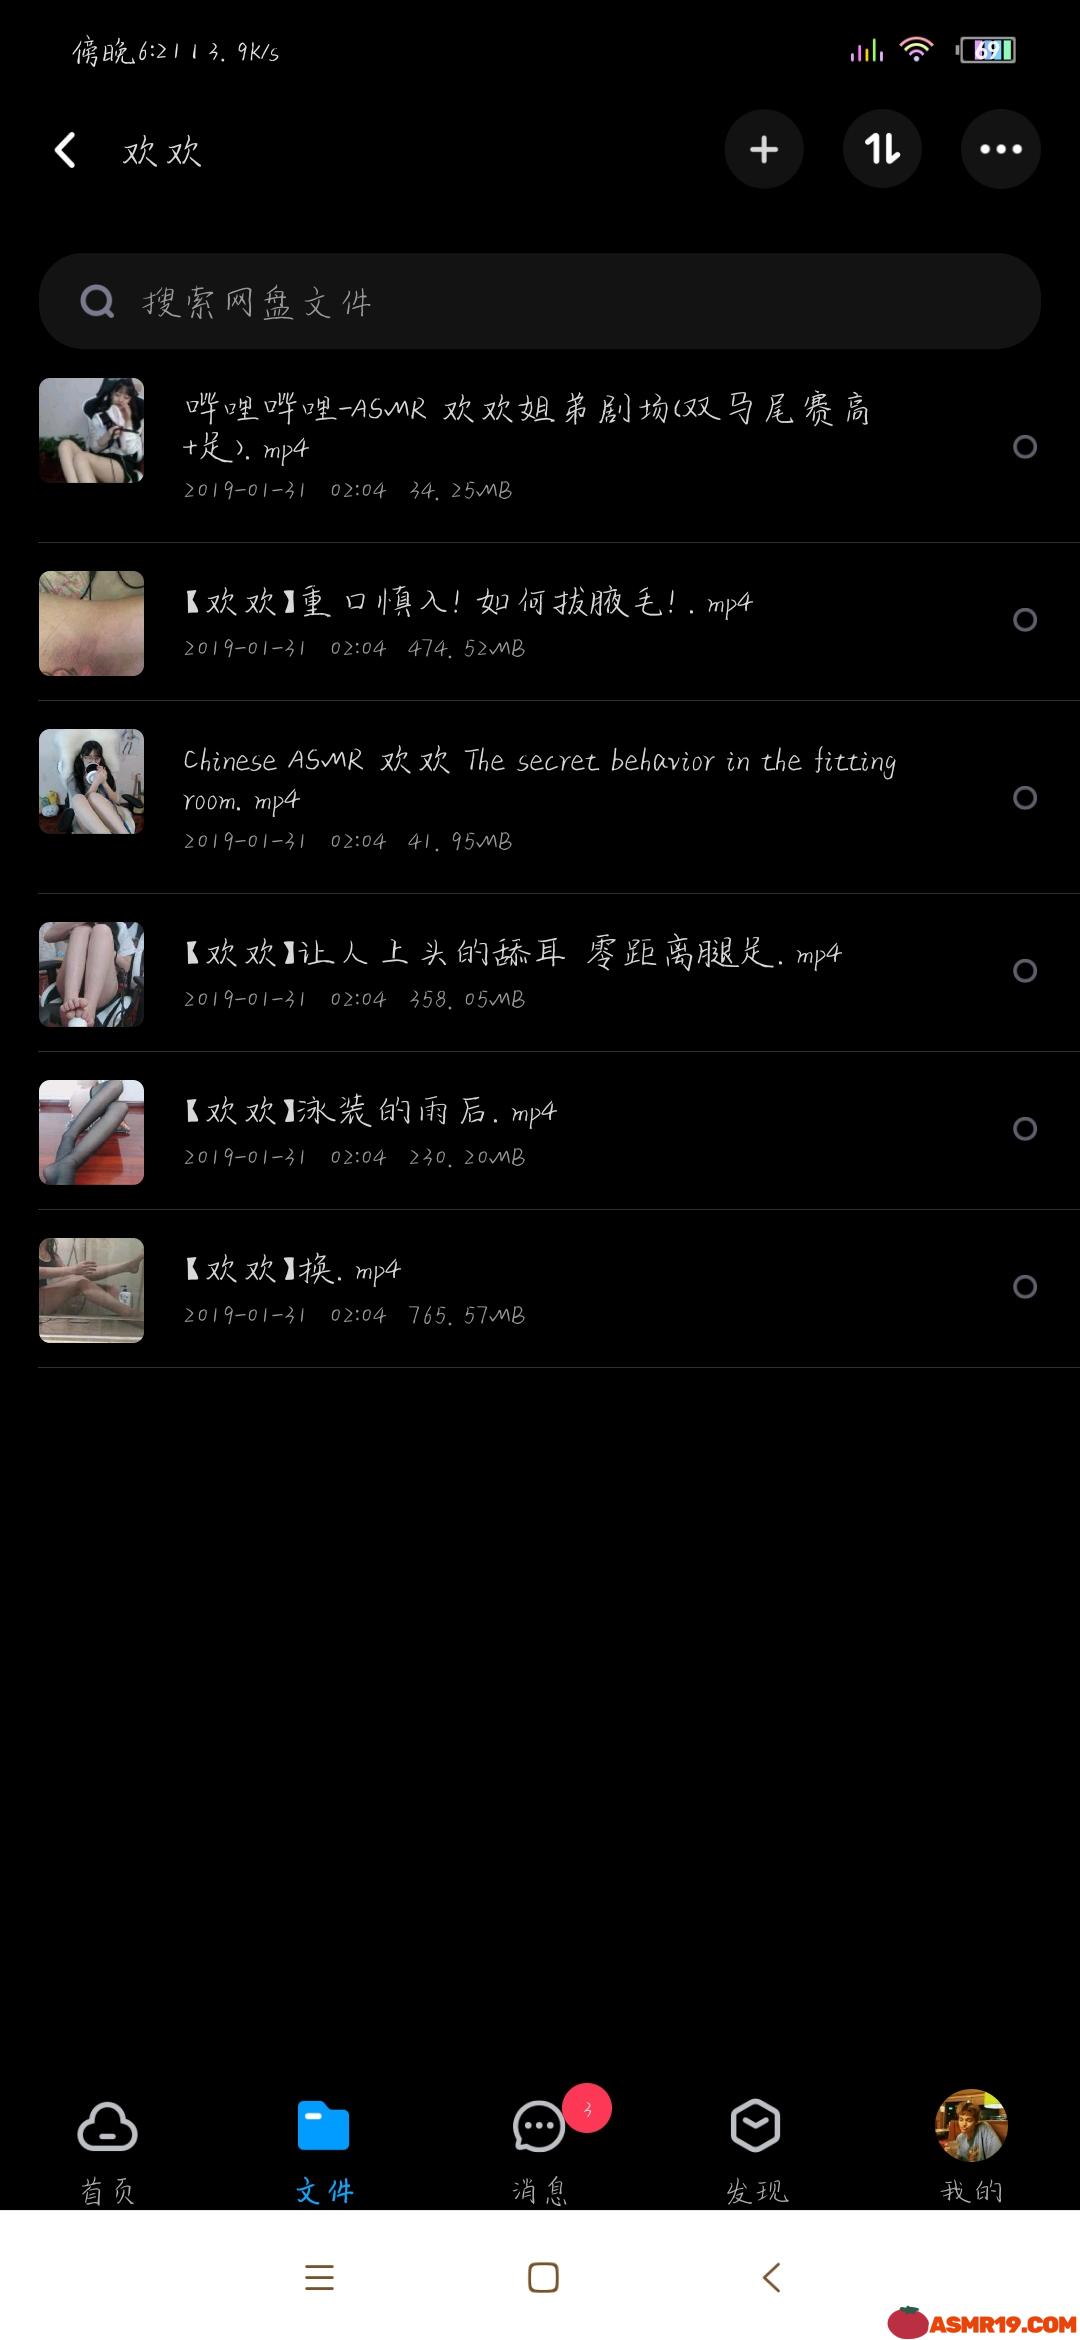 傍晚6:21 | 3.9K/s
69
欢欢
搜索网盘文件
哔哩哔哩-ASMR 欢欢姐弟剧场(双马尾赛高
+足).mp4
2019-01-31 02:04 34.25MB
【欢欢】重口慎入!如何拔腋毛!.mp4
2019-01-31 02:04 474.52MB
Chinese ASMR 欢欢 The secret behavior in the fitting
room.mp4
2019-01-31 02:04 41.95MB
【欢欢】让人上头的舔耳 零距离腿足.mp4
2019-01-31 02:04 358.05MB
【欢欢】泳装的雨后.mp4
2019-01-31 02:04 230.20MB
【欢欢】换.mp4
2019-01-31 02:04 765.57MB
3
首页 文件 消息 发现 我的
ASMR19.COM